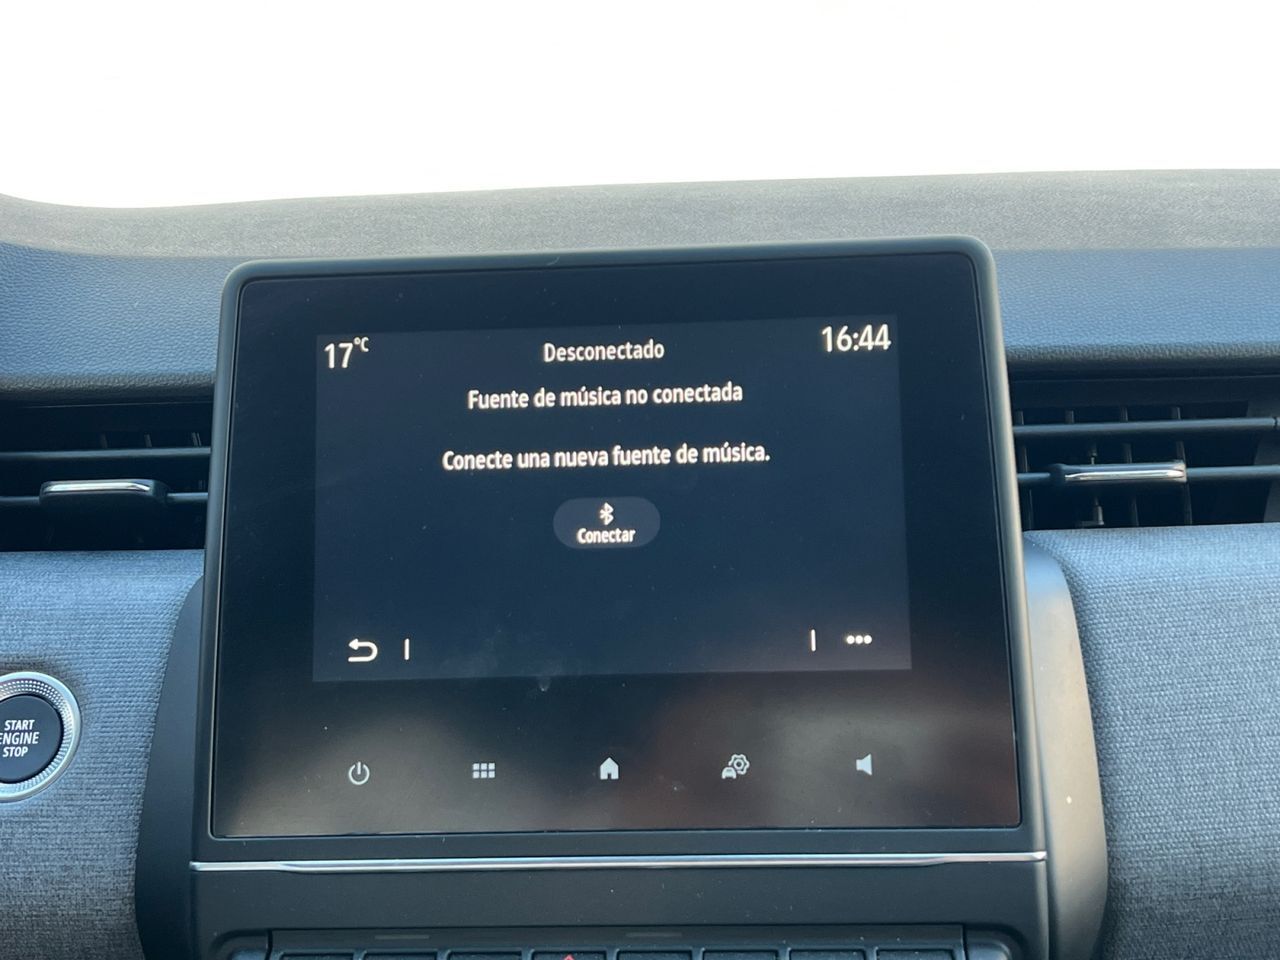 17°C
Desconectado
16:44
Fuente de música no conectada
Conecte una nueva fuente de música.
Conectar
START
ENGINE
STOP